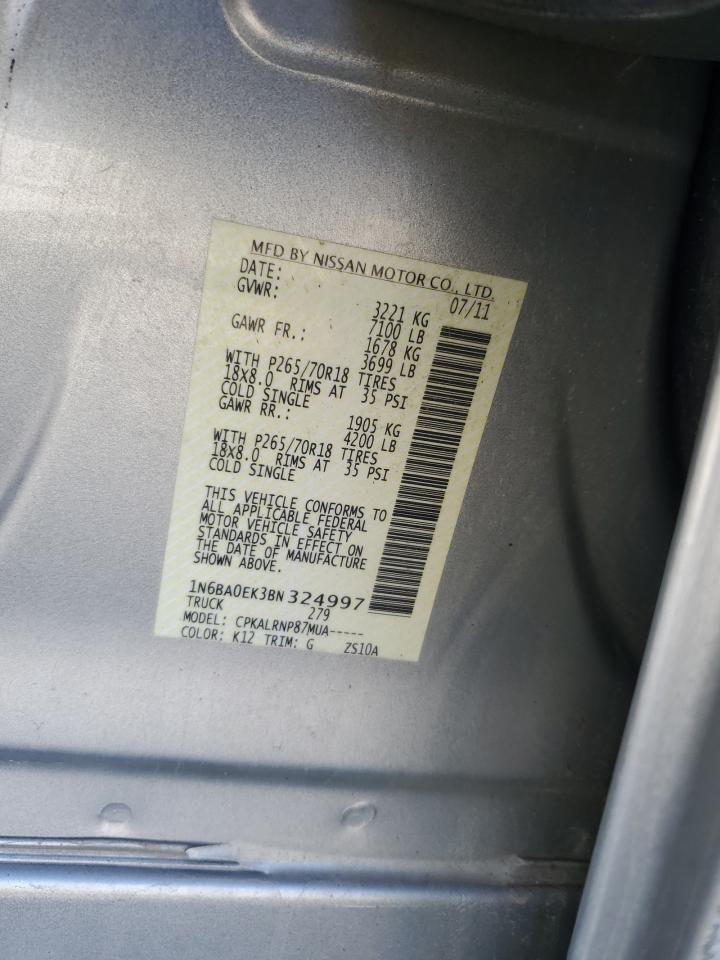 MFD BY NISSAN MOTOR CO., LTD.
DATE: 07/11
GVWR: 3221 KG
7100 LB
GAWR FR.: 1678 KG
3699 LB
WITH P265/70R18 TIRES
18X8.0 RIMS AT 35 PSI
COLD SINGLE
GAWR RR.: 1905 KG
4200 LB
WITH P265/70R18 TIRES
18X8.0 RIMS AT 35 PSI
COLD SINGLE
THIS VEHICLE CONFORMS TO
ALL APPLICABLE FEDERAL
MOTOR VEHICLE SAFETY
STANDARDS IN EFFECT ON
THE DATE OF MANUFACTURE
SHOWN ABOVE.
1N6BA0EK3BN324997
TRUCK 279
MODEL: CPKALRNP87MUA-----
COLOR: K12 TRIM: G ZS10A